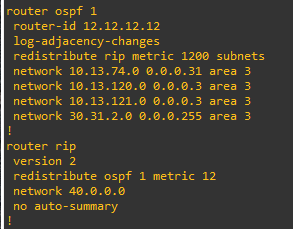 router ospf 1
router-id 12.12.12.12
log-adjacency-changes
redistribute rip metric 1200 subnets
network 10.13.74.0 0.0.0.31 area 3
network 10.13.120.0 0.0.0.3 area 3
network 10.13.121.0 0.0.0.3 area 3
network 30.31.2.0 0.0.0.255 area 3
!
router rip
version 2
redistribute ospf 1 metric 12
network 40.0.0.0
no auto-summary
!